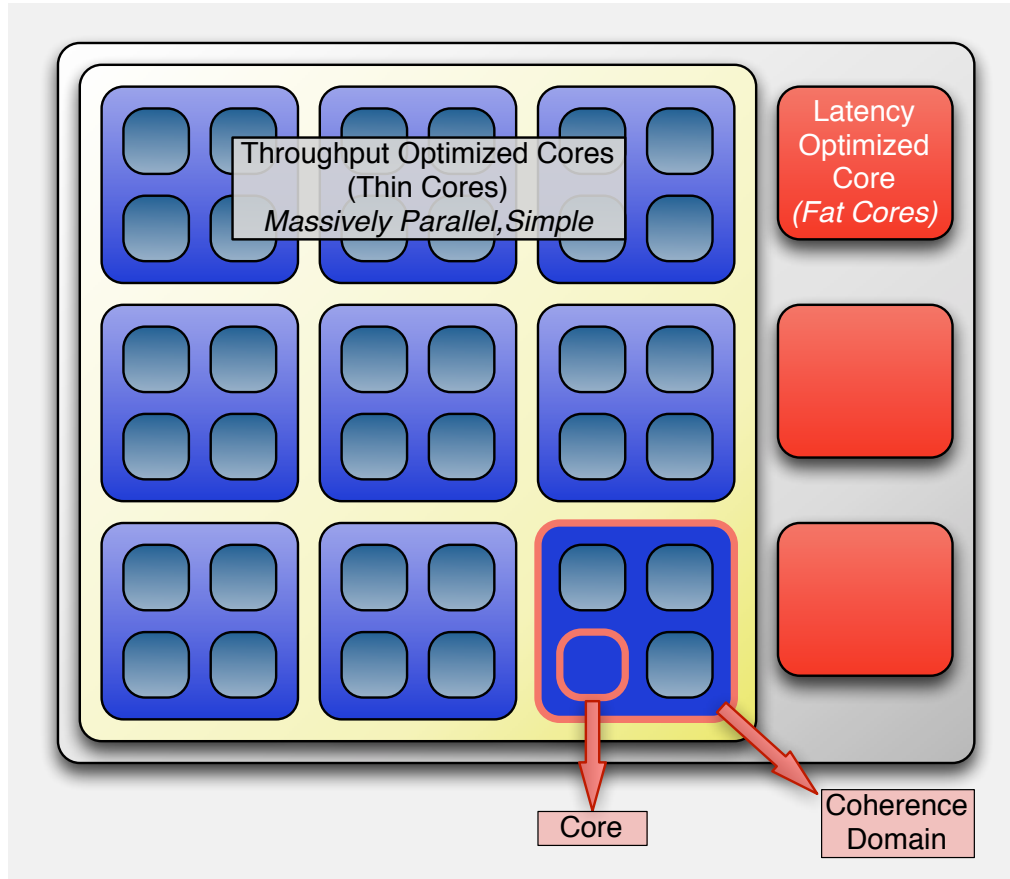 Throughput Optimized Cores
(Thin Cores)
Massively Parallel,Simple
Latency
Optimized
Core
(Fat Cores)
Core
Coherence
Domain